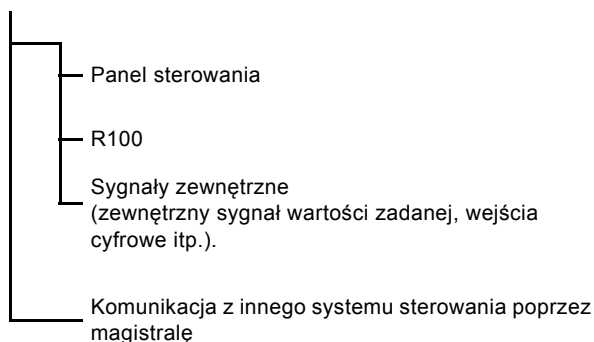 Panel sterowania
R100
Sygnały zewnętrzne
(zewnętrzny sygnał wartości zadanej, wejścia
cyfrowe itp.).
Komunikacja z innego systemu sterowania poprzez
magistralę